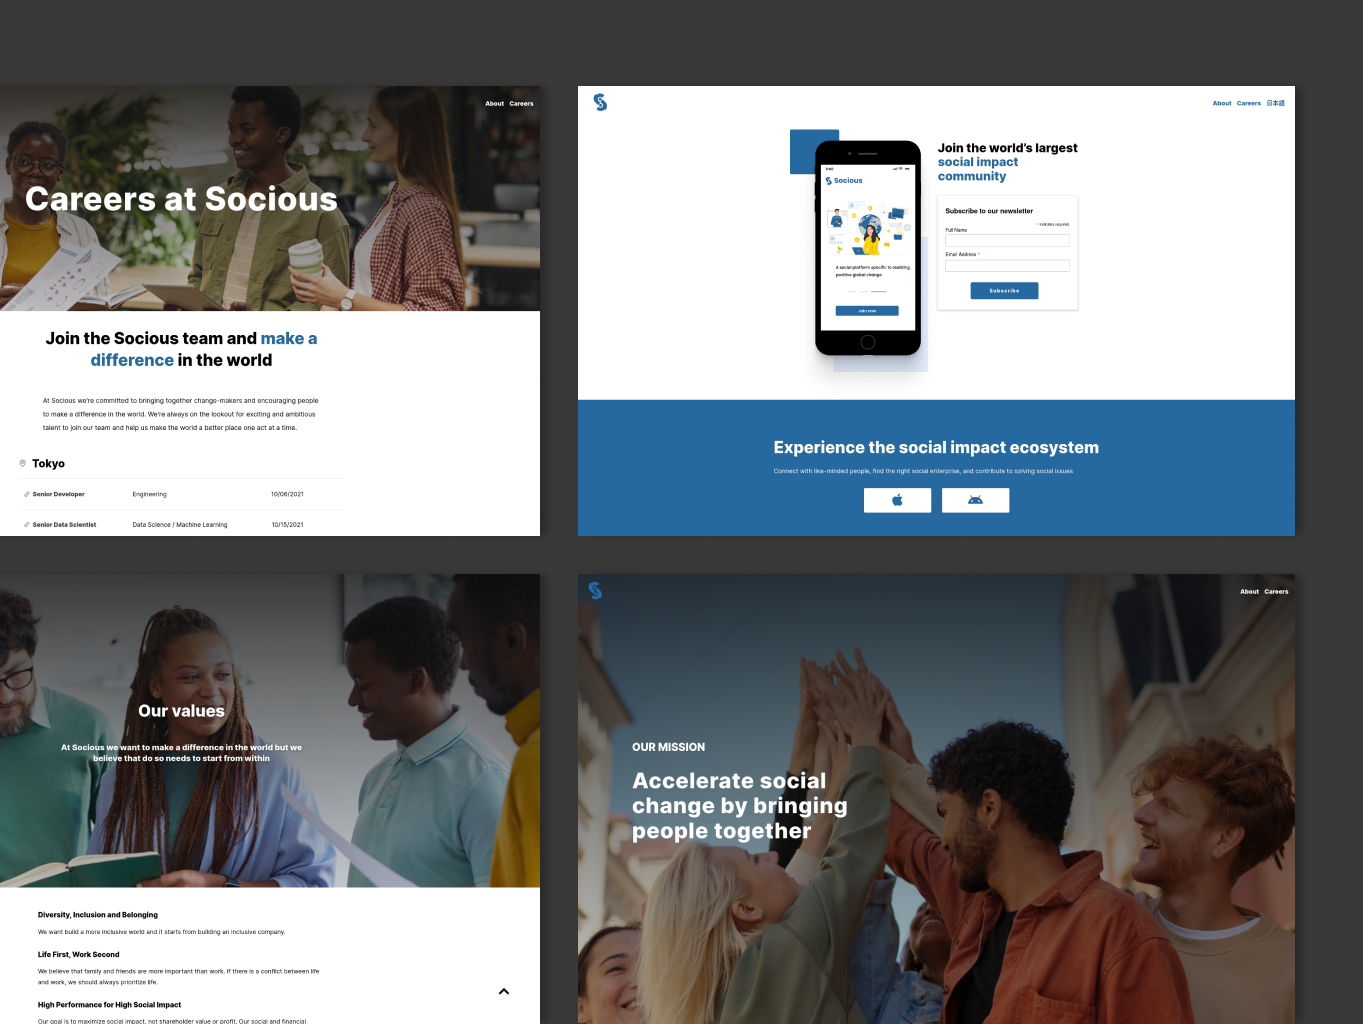 About Careers
Careers at Socious
Join the Socious team and make a
difference in the world
At Socious we're committed to bringing together change-makers and encouraging people
to make a difference in the world. We're always on the lookout for exciting and ambitious
talent to join our team and help us make the world a better place one act at a time.
Tokyo
Senior Developer Engineering 10/06/2021
Senior Data Scientist Data Science / Machine Learning 10/15/2021
About Careers 日本語
Socious
A social platform specific to realising
positive global change
Join now
Join the world's largest
social impact
community
Subscribe to our newsletter
* indicates required
Full Name
Email Address *
Subscribe
Experience the social impact ecosystem
Connect with like-minded people, find the right social enterprise, and contribute to solving social issues
Our values
At Socious we want to make a difference in the world but we
believe that do so needs to start from within
Diversity, Inclusion and Belonging
We want build a more inclusive world and it starts from building an inclusive company.
Life First, Work Second
We believe that family and friends are more important than work. If there is a conflict between life
and work, we should always prioritize life.
High Performance for High Social Impact
Our goal is to maximize social impact, not shareholder value or profit. Our social and financial
About Careers
OUR MISSION
Accelerate social
change by bringing
people together